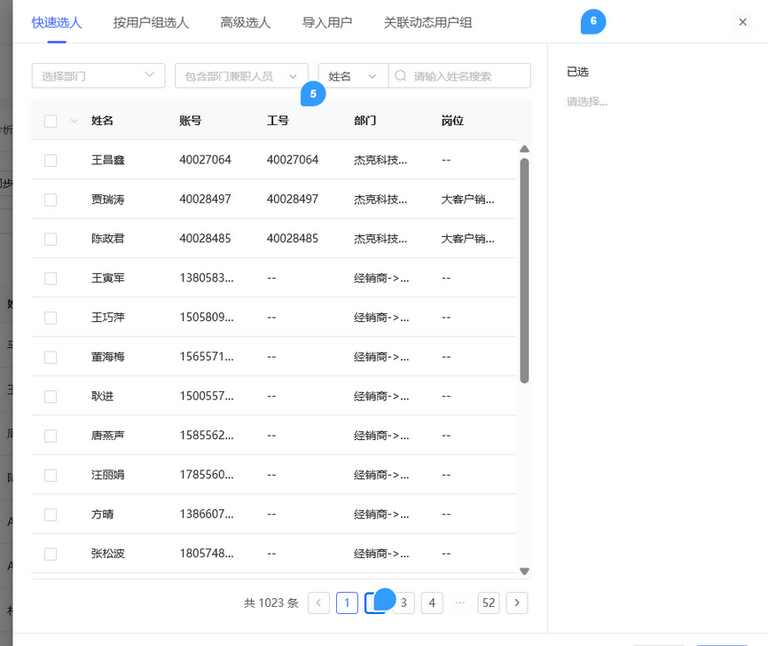 快速选人 按用户组选人 高级选人 导入用户 关联动态用户组 6
选择部门 包含部门兼职人员 姓名 请输入姓名搜索 已选
5
请选择...
姓名 账号 工号 部门 岗位
王昌鑫 40027064 40027064 杰克科技... --
贾瑞涛 40028497 40028497 杰克科技... 大客户销...
陈政君 40028485 40028485 杰克科技... 大客户销...
王寅军 1380583... -- 经销商->... --
王巧萍 1505809... -- 经销商->... --
董海梅 1565571... -- 经销商->... --
耿进 1500557... -- 经销商->... --
唐燕声 1585562... -- 经销商->... --
汪丽娟 1785560... -- 经销商->... --
方晴 1386607... -- 经销商->... --
张松波 1805748... -- 经销商->... --
共 1023 条 1 3 4 ... 52